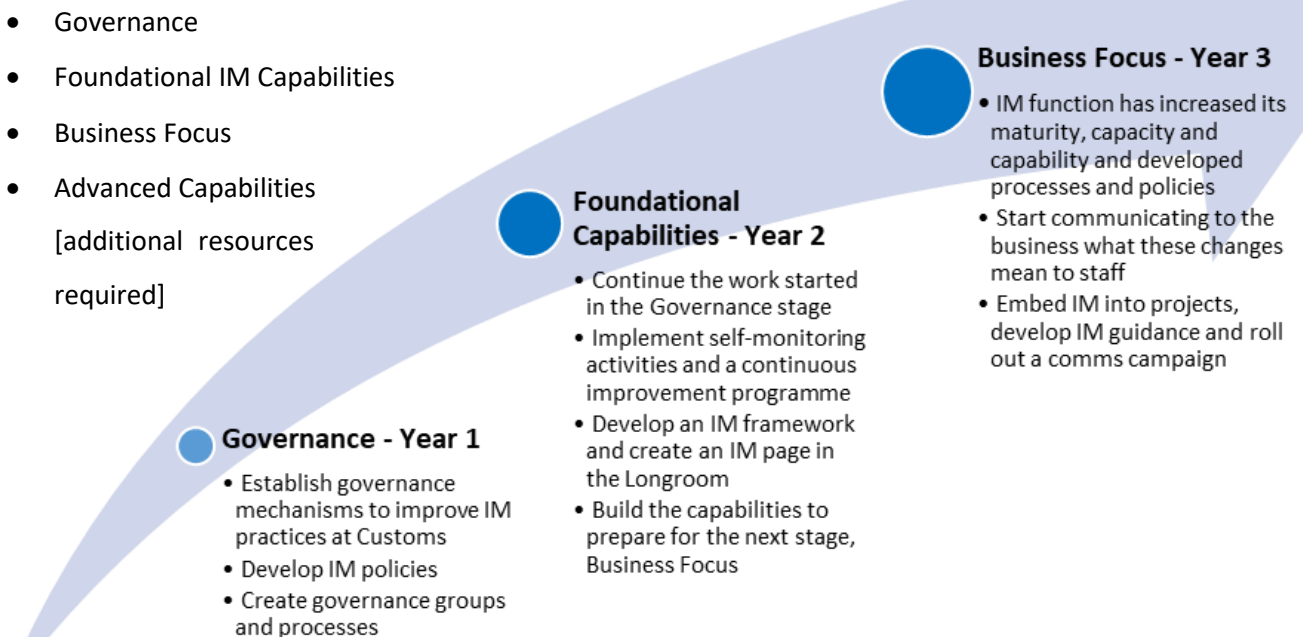 • Governance
• Foundational IM Capabilities
• Business Focus
• Advanced Capabilities
[additional resources
required]
Governance - Year 1
• Establish governance
mechanisms to improve IM
practices at Customs
• Develop IM policies
• Create governance groups
and processes
Foundational
Capabilities - Year 2
• Continue the work started
in the Governance stage
• Implement self-monitoring
activities and a continuous
improvement programme
• Develop an IM framework
and create an IM page in
the Longroom
• Build the capabilities to
prepare for the next stage,
Business Focus
Business Focus - Year 3
• IM function has increased its
maturity, capacity and
capability and developed
processes and policies
• Start communicating to the
business what these changes
mean to staff
• Embed IM into projects,
develop IM guidance and roll
out a comms campaign